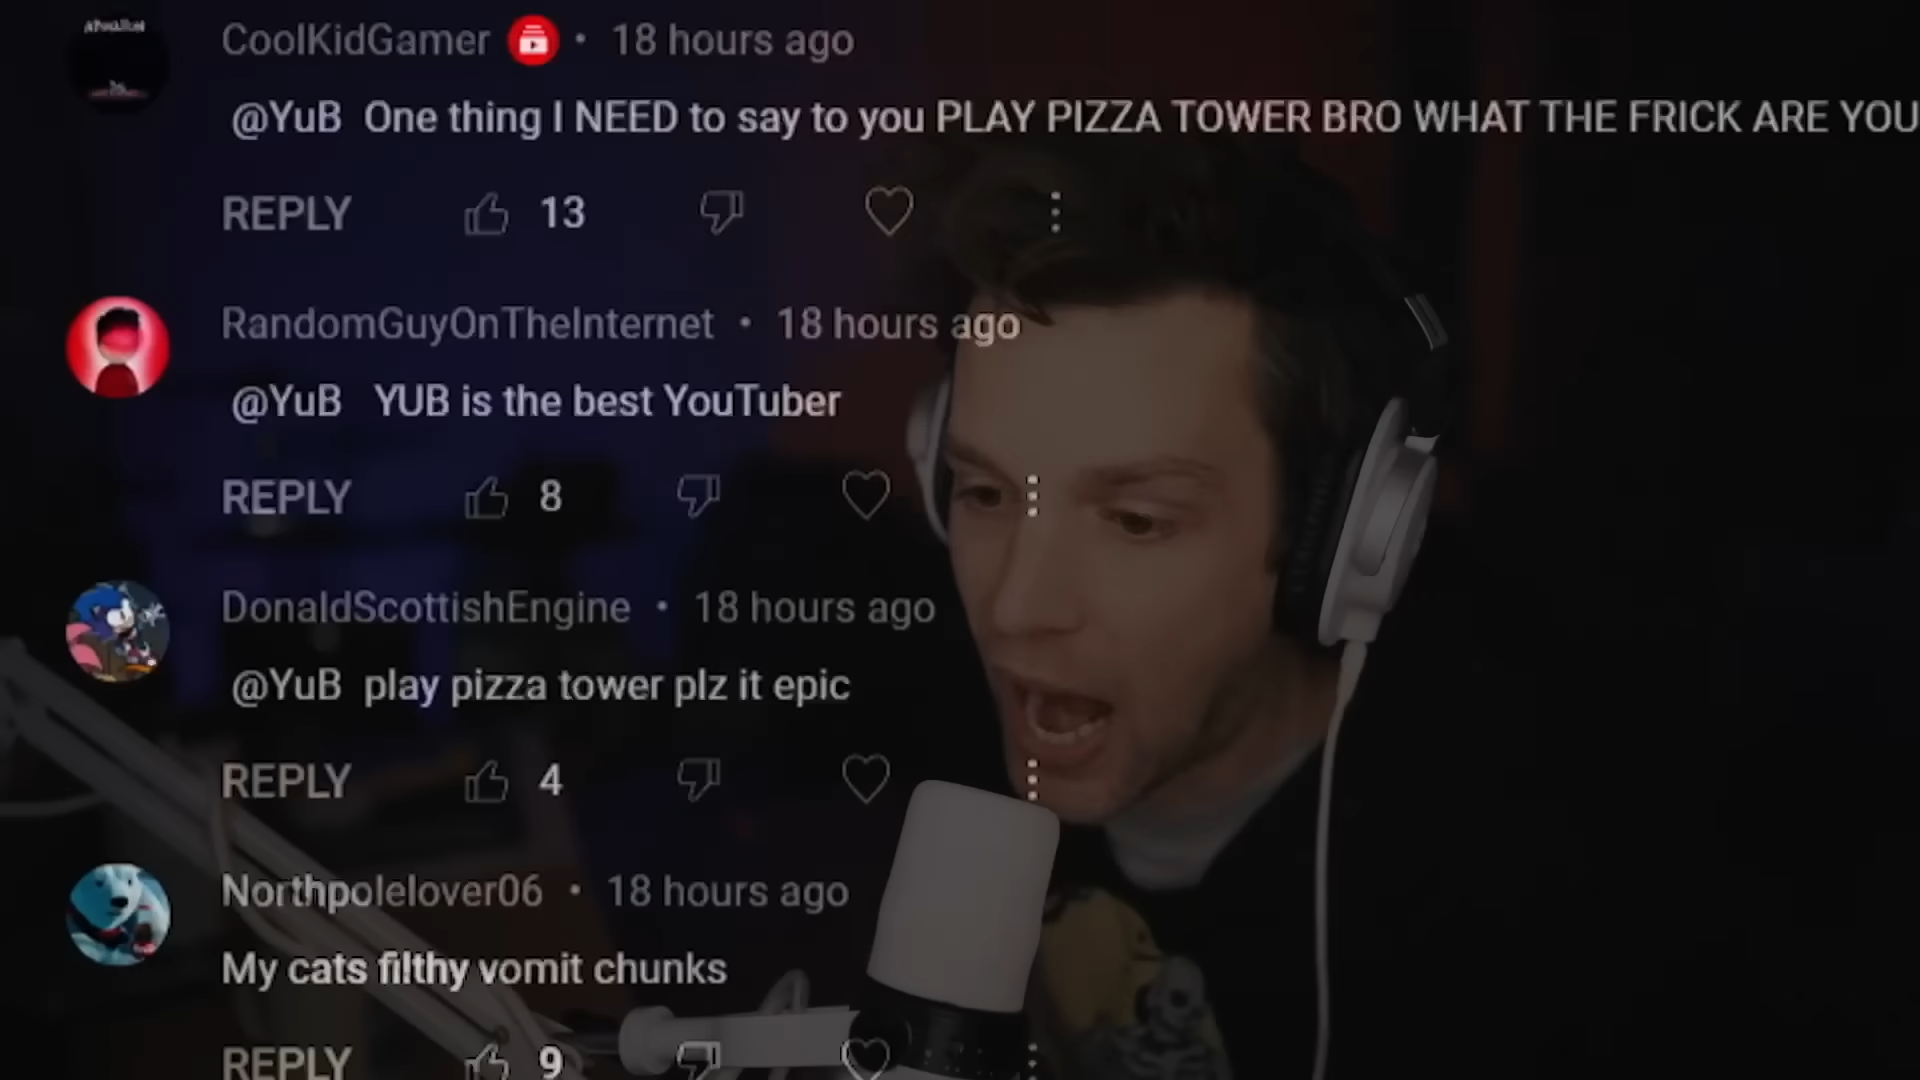 CoolKidGamer • 18 hours ago
@YuB One thing I NEED to say to you PLAY PIZZA TOWER BRO WHAT THE FRICK ARE YOU
REPLY 13
RandomGuyOnTheInternet • 18 hours ago
@YuB YUB is the best YouTuber
REPLY 8
DonaldScottishEngine • 18 hours ago
@YuB play pizza tower plz it epic
REPLY 4
Northpolelover06 • 18 hours ago
My cats filthy vomit chunks
REPLY 9